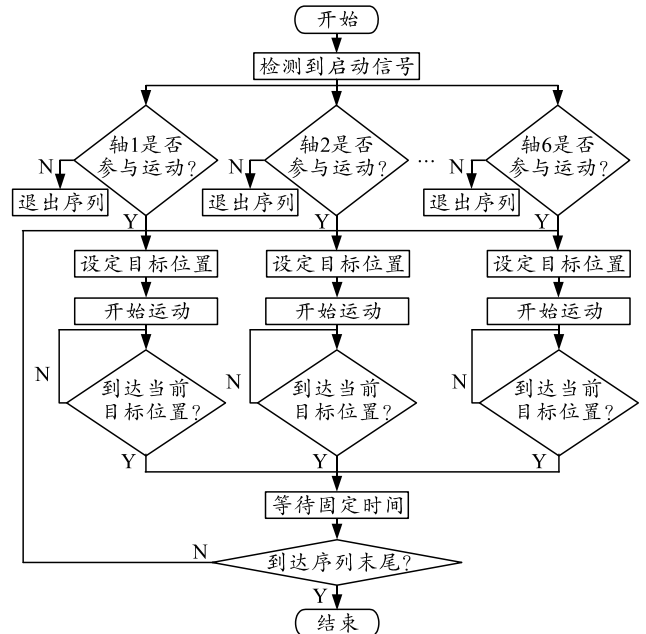 开始
检测到启动信号
轴1是否
参与运动?
轴2是否
参与运动?
…
轴6是否
参与运动?
N
N
N
退出序列
退出序列
退出序列
Y
Y
Y
设定目标位置
设定目标位置
设定目标位置
开始运动
开始运动
开始运动
N
N
N
到达当前
目标位置?
到达当前
目标位置?
到达当前
目标位置?
Y
Y
Y
等待固定时间
N
到达序列末尾?
Y
结束